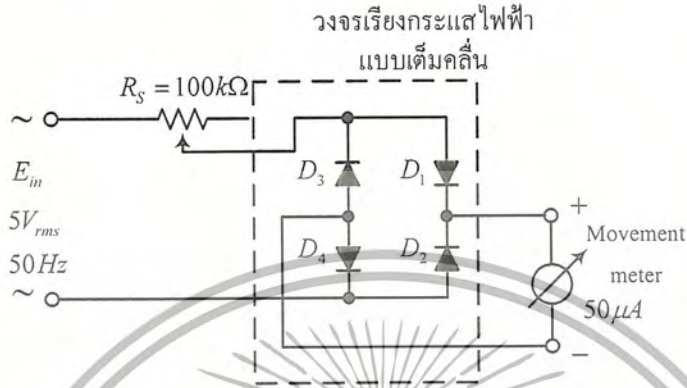 วงจรเรียงกระแสไฟฟ้า
แบบเต็มคลื่น
R_S = 100kΩ
~
E_in
5V_rms
50Hz
~
D_3
D_1
D_4
D_2
+
Movement
meter
50μA
−